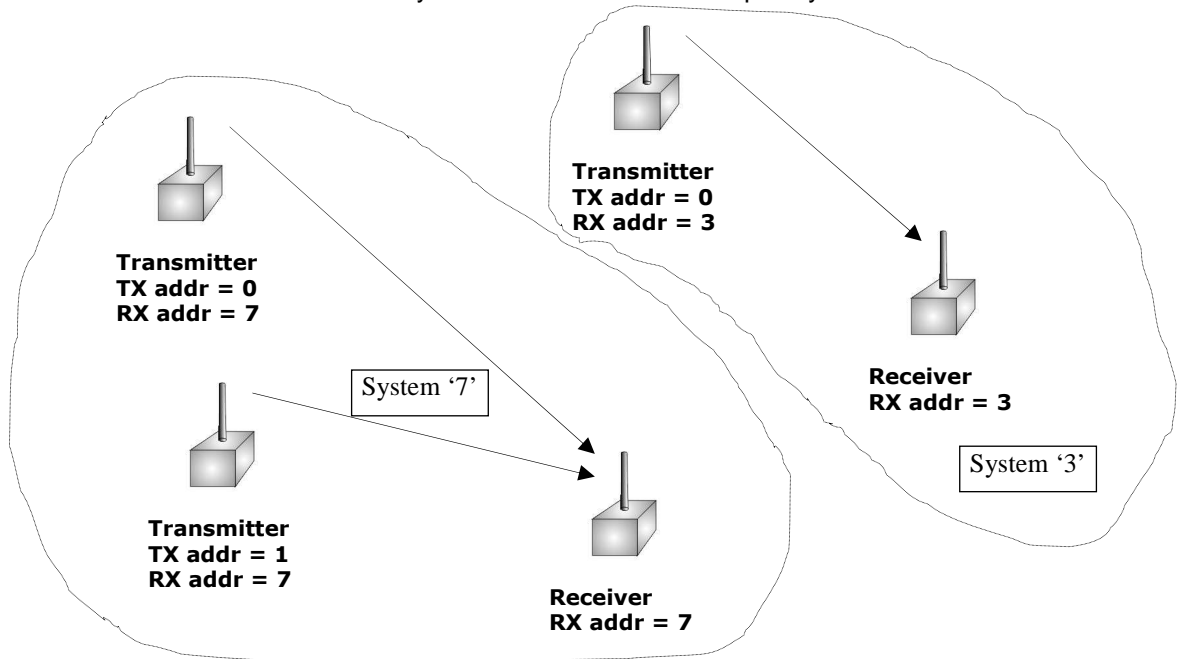 Transmitter
TX addr = 0
RX addr = 3
Transmitter
TX addr = 0
RX addr = 7
System ‘7’
Receiver
RX addr = 3
System ‘3’
Transmitter
TX addr = 1
RX addr = 7
Receiver
RX addr = 7